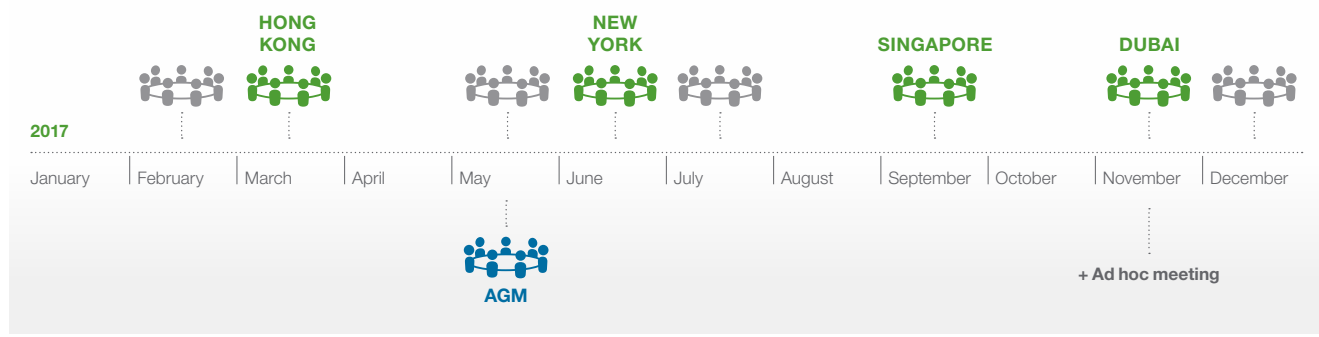 HONG
KONG
NEW
YORK
SINGAPORE
DUBAI
2017
January
February
March
April
May
June
July
August
September
October
November
December
AGM
+ Ad hoc meeting